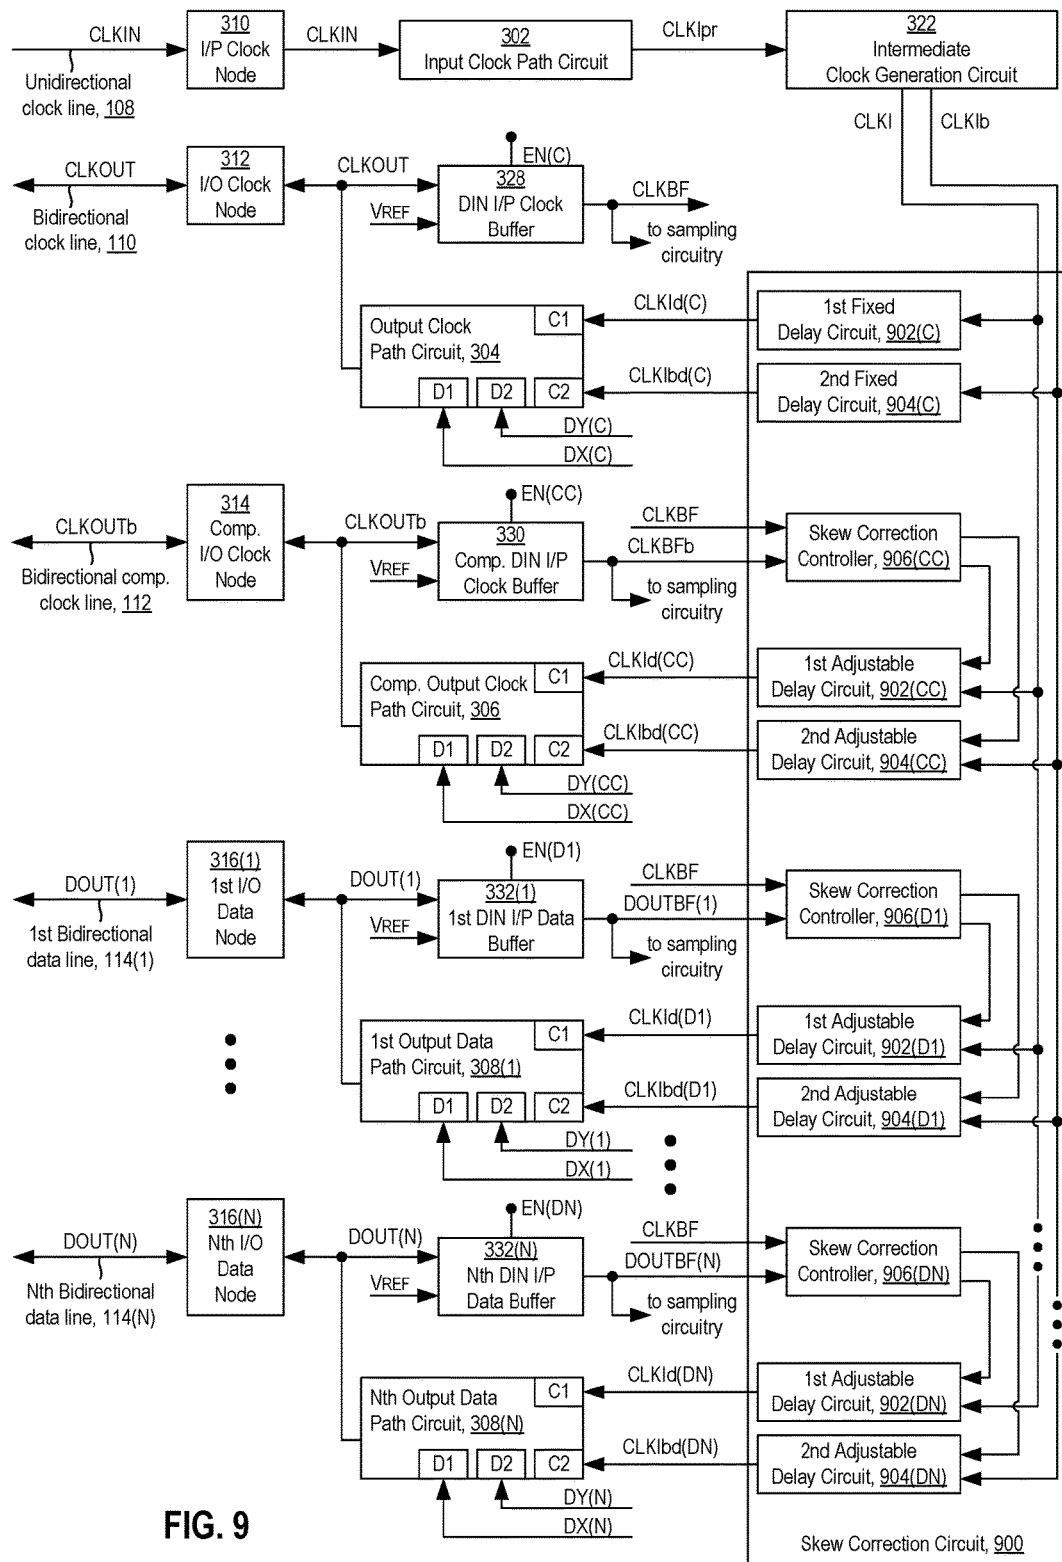 CLKIN
310
I/P Clock
Node
CLKIN
302
Input Clock Path Circuit
CLKIpr
322
Intermediate
Clock Generation Circuit
Unidirectional
clock line, 108
CLKI
CLKIb
CLKOUT
312
I/O Clock
Node
CLKOUT
EN(C)
328
DIN I/P Clock
Buffer
VREF
CLKBF
to sampling
circuitry
Bidirectional
clock line, 110
Output Clock
Path Circuit, 304
C1
D1
D2
C2
CLKId(C)
1st Fixed
Delay Circuit, 902(C)
CLKIbd(C)
2nd Fixed
Delay Circuit, 904(C)
DY(C)
DX(C)
CLKOUTb
314
Comp.
I/O Clock
Node
CLKOUTb
EN(CC)
330
Comp. DIN I/P
Clock Buffer
VREF
CLKBF
CLKBFb
to sampling
circuitry
Skew Correction
Controller, 906(CC)
Bidirectional comp.
clock line, 112
Comp. Output Clock
Path Circuit, 306
C1
D1
D2
C2
CLKId(CC)
1st Adjustable
Delay Circuit, 902(CC)
CLKIbd(CC)
2nd Adjustable
Delay Circuit, 904(CC)
DY(CC)
DX(CC)
DOUT(1)
316(1)
1st I/O
Data
Node
DOUT(1)
EN(D1)
332(1)
1st DIN I/P Data
Buffer
VREF
CLKBF
DOUTBF(1)
to sampling
circuitry
Skew Correction
Controller, 906(D1)
1st Bidirectional
data line, 114(1)
1st Output Data
Path Circuit, 308(1)
C1
D1
D2
C2
CLKId(D1)
1st Adjustable
Delay Circuit, 902(D1)
CLKIbd(D1)
2nd Adjustable
Delay Circuit, 904(D1)
DY(1)
DX(1)
DOUT(N)
316(N)
Nth I/O
Data
Node
DOUT(N)
EN(DN)
332(N)
Nth DIN I/P
Data Buffer
VREF
CLKBF
DOUTBF(N)
to sampling
circuitry
Skew Correction
Controller, 906(DN)
Nth Bidirectional
data line, 114(N)
Nth Output Data
Path Circuit, 308(N)
C1
D1
D2
C2
CLKId(DN)
1st Adjustable
Delay Circuit, 902(DN)
CLKIbd(DN)
2nd Adjustable
Delay Circuit, 904(DN)
DY(N)
DX(N)
FIG. 9
Skew Correction Circuit, 900